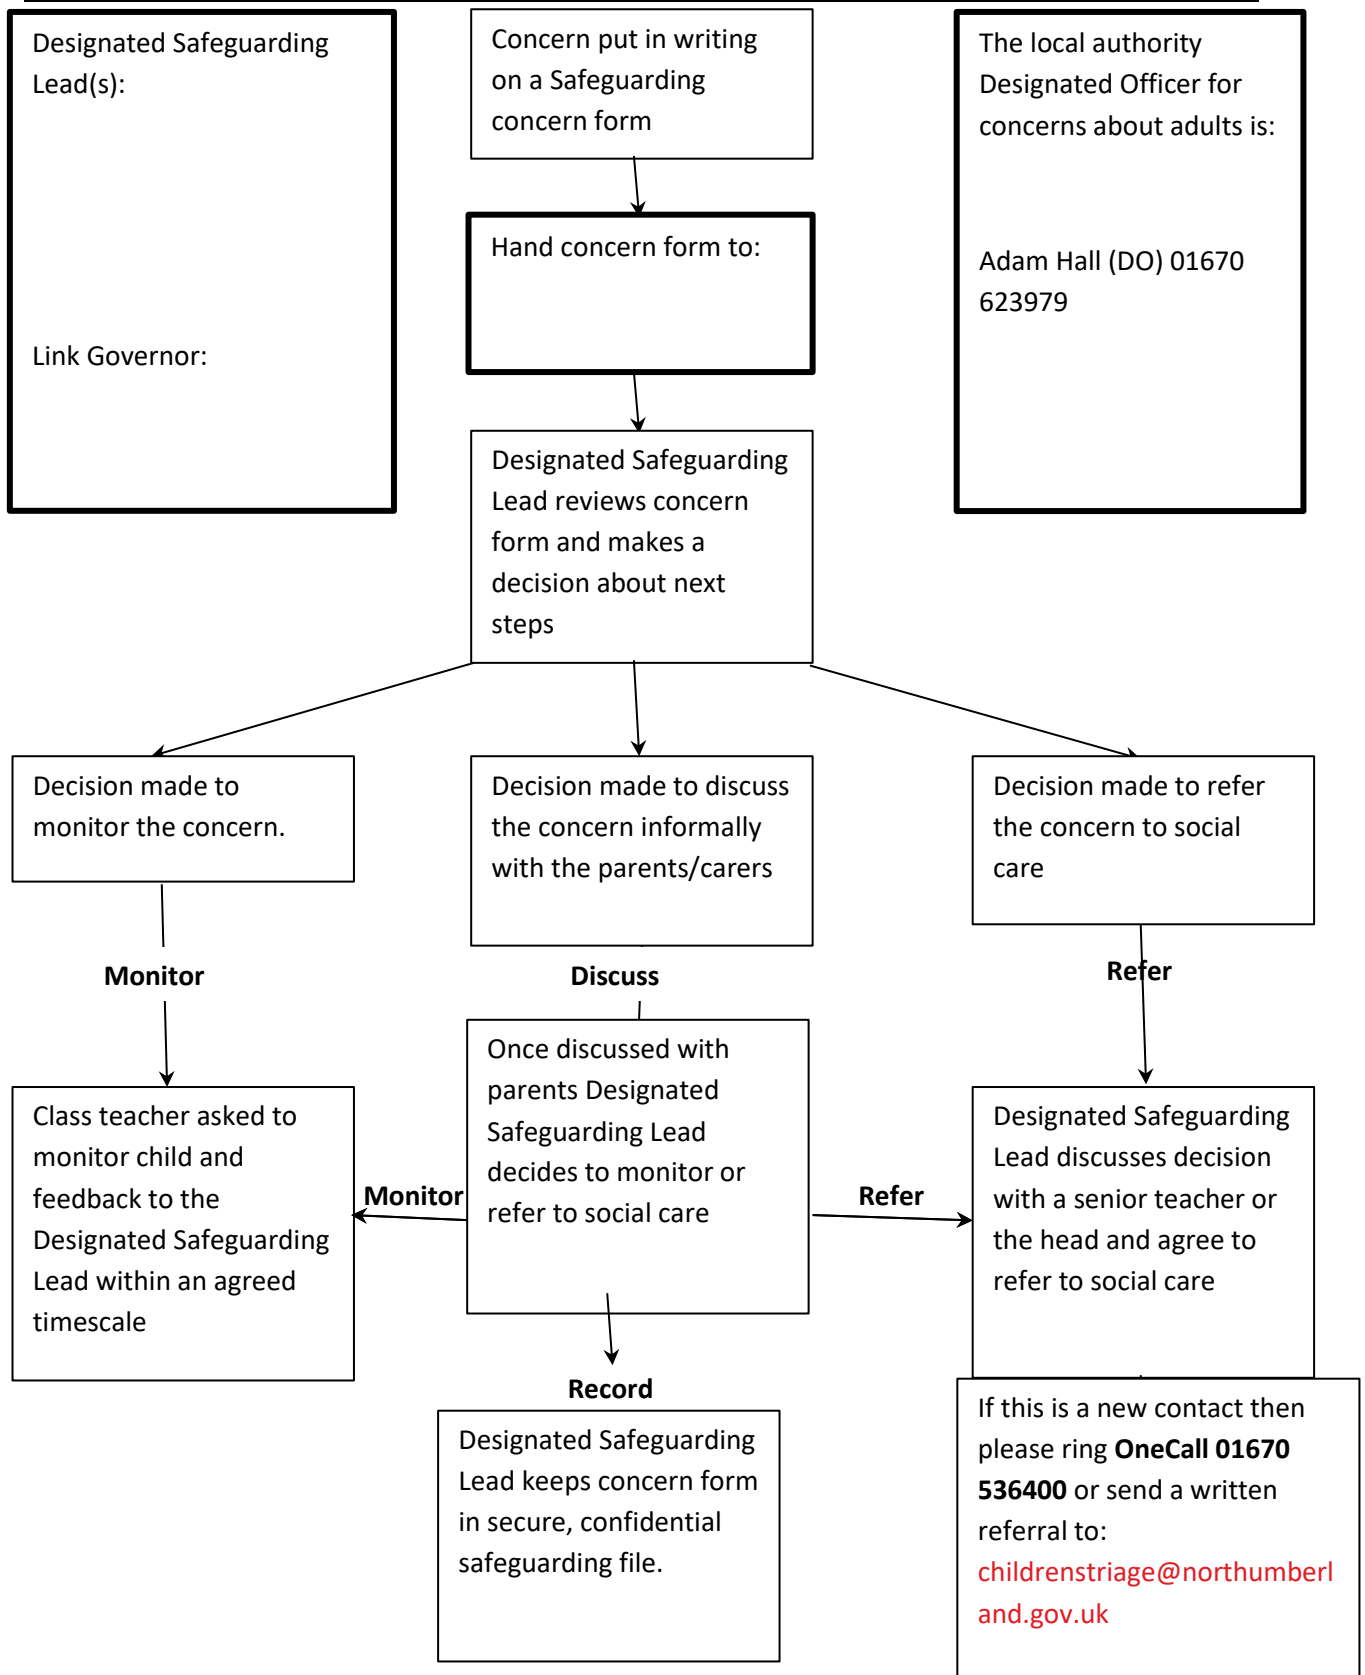 Designated Safeguarding
Lead(s):
Link Governor:
Concern put in writing
on a Safeguarding
concern form
The local authority
Designated Officer for
concerns about adults is:
Adam Hall (DO) 01670
623979
Hand concern form to:
Designated Safeguarding
Lead reviews concern
form and makes a
decision about next
steps
Decision made to
monitor the concern.
Decision made to discuss
the concern informally
with the parents/carers
Decision made to refer
the concern to social
care
Monitor
Discuss
Refer
Class teacher asked to
monitor child and
feedback to the
Designated Safeguarding
Lead within an agreed
timescale
Monitor
Once discussed with
parents Designated
Safeguarding Lead
decides to monitor or
refer to social care
Refer
Designated Safeguarding
Lead discusses decision
with a senior teacher or
the head and agree to
refer to social care
Record
Designated Safeguarding
Lead keeps concern form
in secure, confidential
safeguarding file.
If this is a new contact then
please ring OneCall 01670
536400 or send a written
referral to:
childrenstriage@northumberl
and.gov.uk